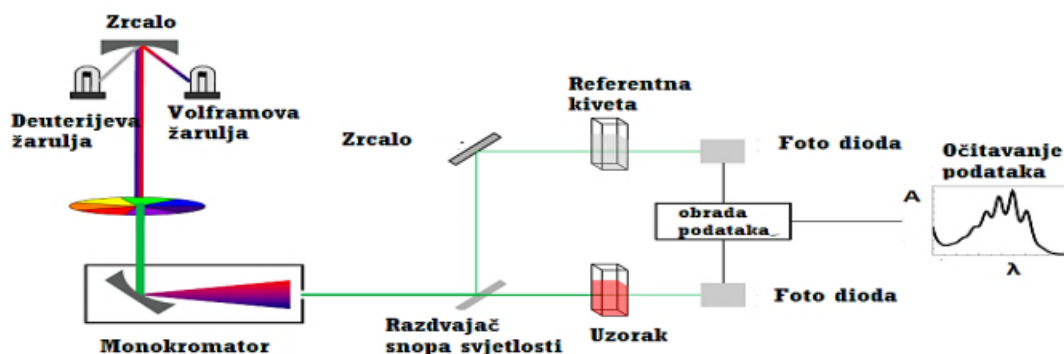 Zrcalo
Deuterijeva
žarulja
Volframova
žarulja
Monokromator
Zrcalo
Razdvajač
snopa svjetlosti
Referentna
kiveta
Uzorak
Foto dioda
obrada
podataka
Foto dioda
Očitavanje
podataka
A
λ